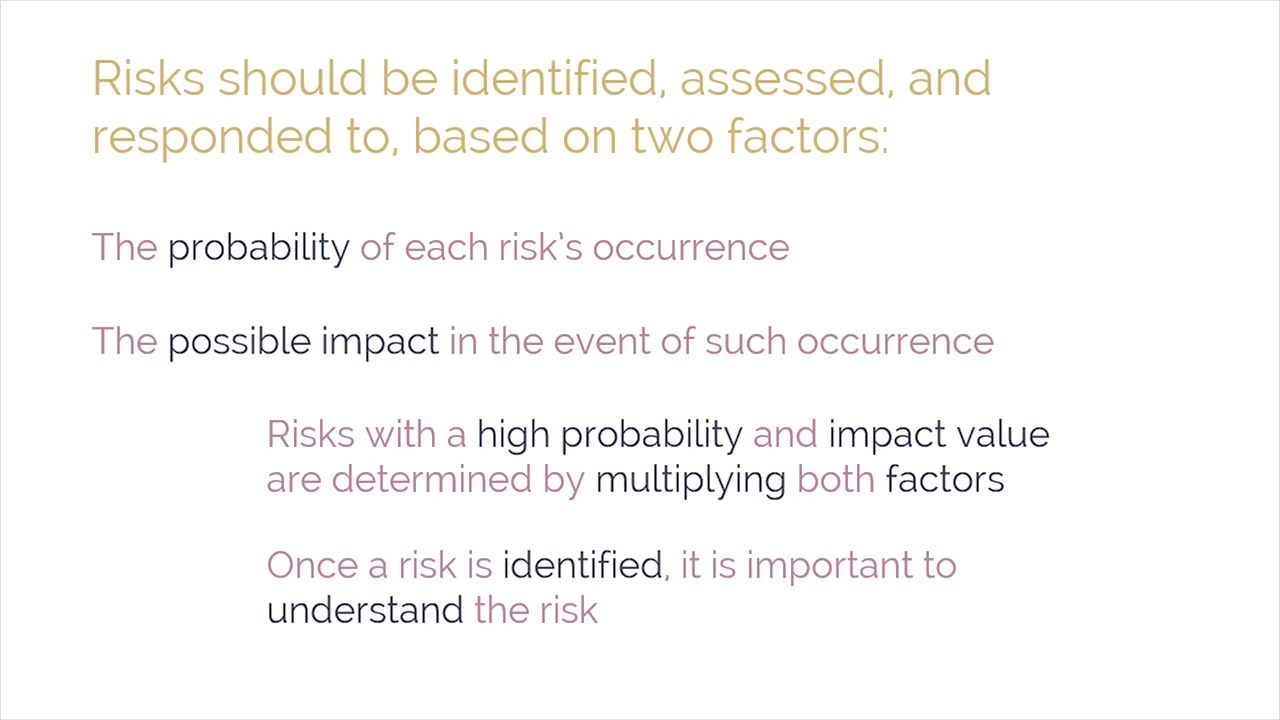 Risks should be identified, assessed, and
responded to, based on two factors:
The probability of each risk's occurrence
The possible impact in the event of such occurrence
Risks with a high probability and impact value
are determined by multiplying both factors
Once a risk is identified, it is important to
understand the risk